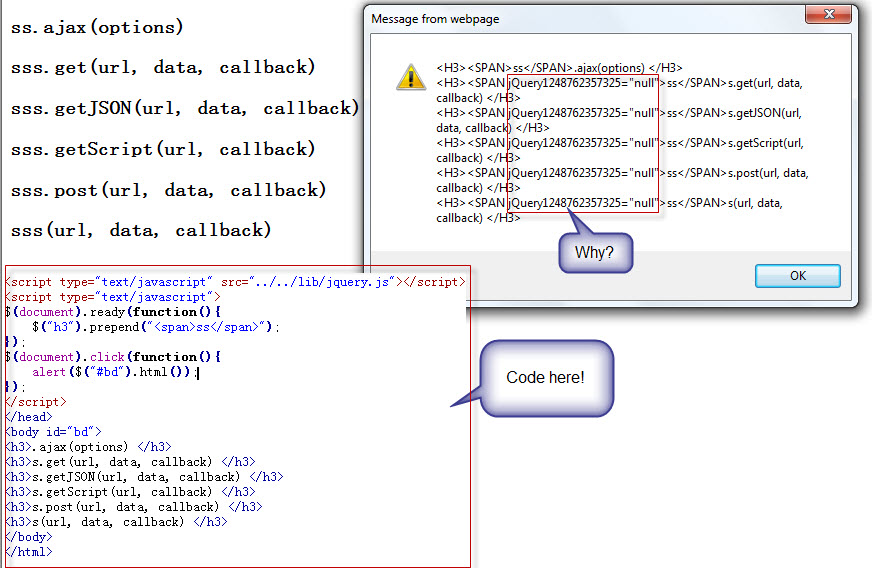 ss.ajax(options)
sss.get(url, data, callback)
sss.getJSON(url, data, callback)
sss.getScript(url, callback)
sss.post(url, data, callback)
sss(url, data, callback)
Message from webpage
<H3><SPAN>ss</SPAN>.ajax(options) </H3>
<H3><SPAN jQuery1248762357325="null">ss</SPAN>s.get(url, data,
callback) </H3>
<H3><SPAN jQuery1248762357325="null">ss</SPAN>s.getJSON(url,
data, callback) </H3>
<H3><SPAN jQuery1248762357325="null">ss</SPAN>s.getScript(url,
callback) </H3>
<H3><SPAN jQuery1248762357325="null">ss</SPAN>s.post(url, data,
callback) </H3>
<H3><SPAN jQuery1248762357325="null">ss</SPAN>s(url, data,
callback) </H3>
Why?
OK
<script type="text/javascript" src="../../lib/jquery.js"></script>
<script type="text/javascript">
$(document).ready(function(){
$("h3").prepend("<span>ss</span>");
});
$(document).click(function(){
alert($("#bd").html());
});
</script>
</head>
<body id="bd">
<h3>.ajax(options) </h3>
<h3>s.get(url, data, callback) </h3>
<h3>s.getJSON(url, data, callback) </h3>
<h3>s.getScript(url, callback) </h3>
<h3>s.post(url, data, callback) </h3>
<h3>s(url, data, callback) </h3>
</body>
</html>
Code here!